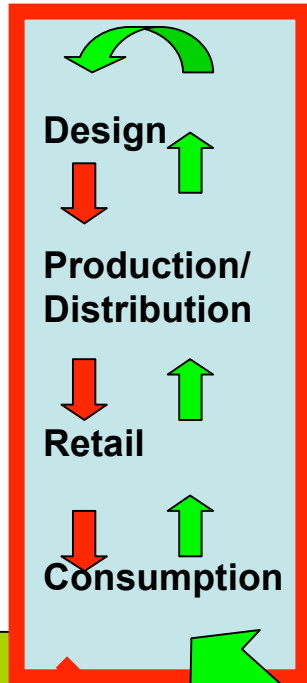 Design
Production/
Distribution
Retail
Consumption